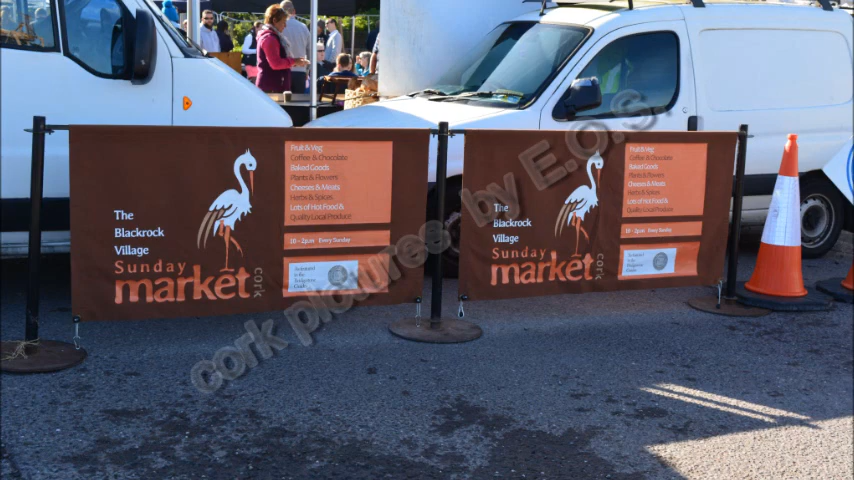 The
Blackrock
Village
Sunday
market
cork
Fruit & Veg
Coffee & Chocolate
Baked Goods
Plants & Flowers
Cheeses & Meats
Herbs & Spices
Lots of Hot Food &
Quality Local Produce
10 - 2pm Every Sunday
The
Blackrock
Village
Sunday
market
cork
Fruit & Veg
Coffee & Chocolate
Baked Goods
Plants & Flowers
Cheeses & Meats
Herbs & Spices
Lots of Hot Food &
Quality Local Produce
10 - 2pm Every Sunday
cork pictures by E.O.S.